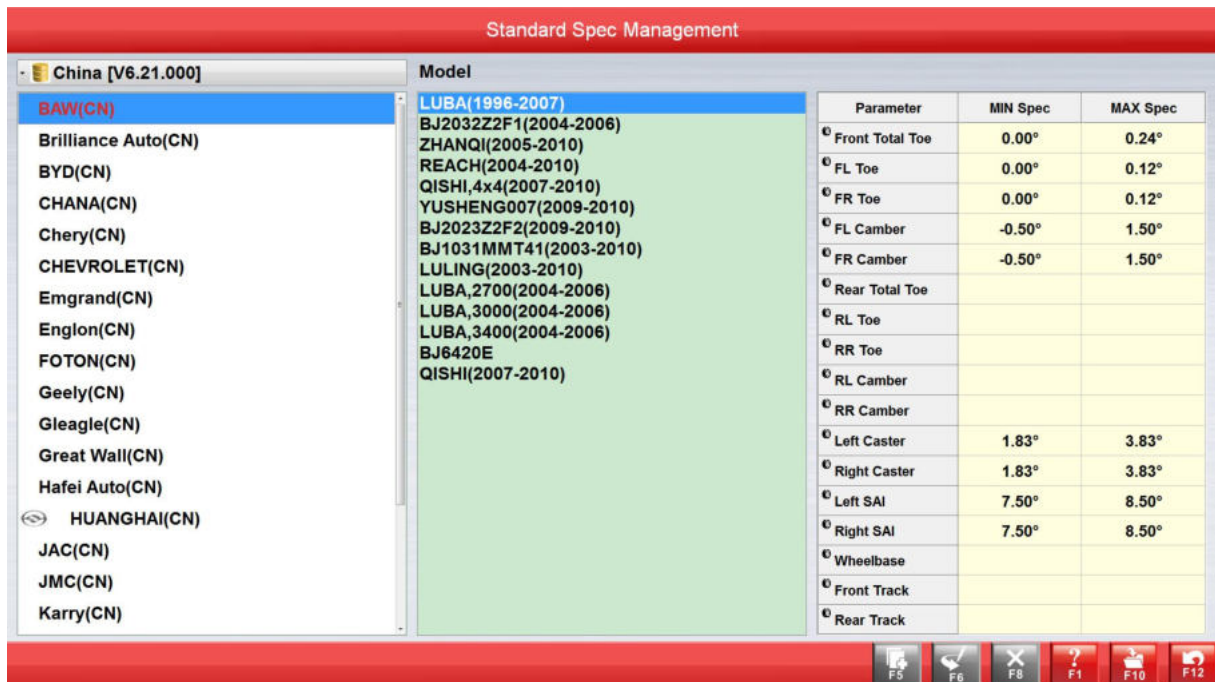 Standard Spec Management
China [V6.21.000]
BAW(CN)
Brilliance Auto(CN)
BYD(CN)
CHANA(CN)
Chery(CN)
CHEVROLET(CN)
Emgrand(CN)
Englon(CN)
FOTON(CN)
Geely(CN)
Gleagle(CN)
Great Wall(CN)
Hafei Auto(CN)
HUANGHAI(CN)
JAC(CN)
JMC(CN)
Karry(CN)
Model
LUBA(1996-2007)
BJ2032Z2F1(2004-2006)
ZHANQI(2005-2010)
REACH(2004-2010)
QISHI,4x4(2007-2010)
YUSHENG007(2009-2010)
BJ2023Z2F2(2009-2010)
BJ1031MMT41(2003-2010)
LULING(2003-2010)
LUBA,2700(2004-2006)
LUBA,3000(2004-2006)
LUBA,3400(2004-2006)
BJ6420E
QISHI(2007-2010)
Parameter MIN Spec MAX Spec
Front Total Toe 0.00° 0.24°
FL Toe 0.00° 0.12°
FR Toe 0.00° 0.12°
FL Camber -0.50° 1.50°
FR Camber -0.50° 1.50°
Rear Total Toe
RL Toe
RR Toe
RL Camber
RR Camber
Left Caster 1.83° 3.83°
Right Caster 1.83° 3.83°
Left SAI 7.50° 8.50°
Right SAI 7.50° 8.50°
Wheelbase
Front Track
Rear Track
F5 F6 F8 F1 F10 F12